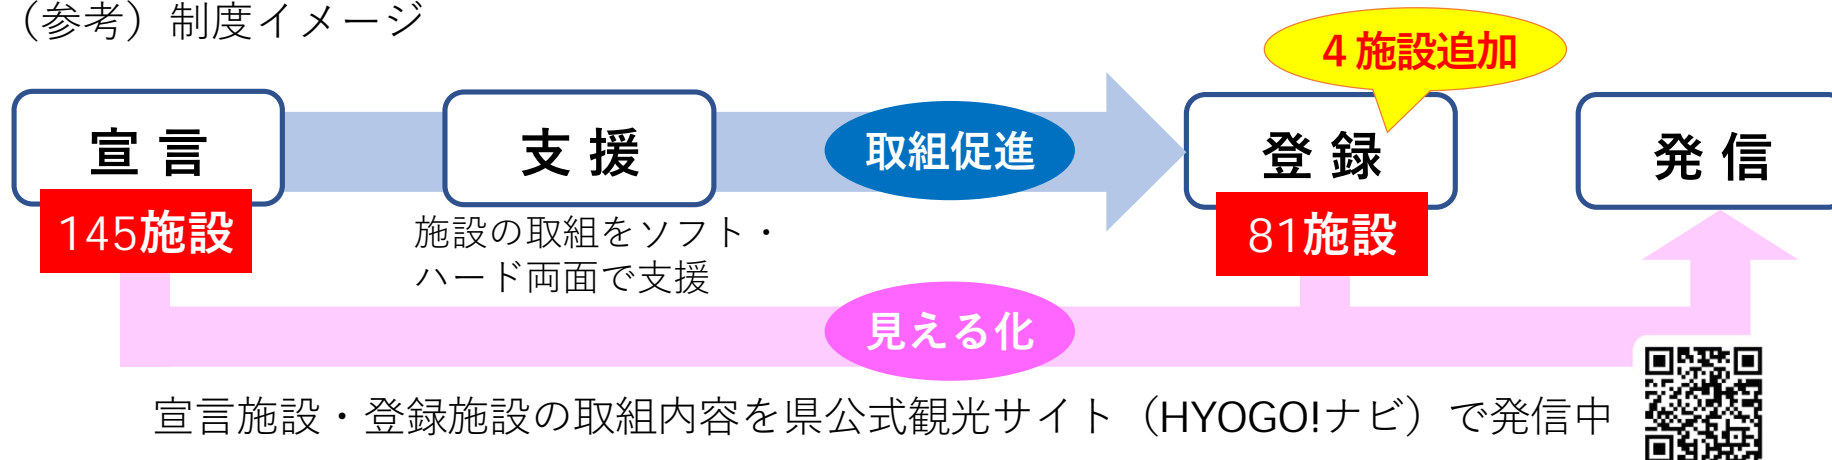 （参考）制度イメージ
４施設追加
宣 言
支 援
取組促進
登 録
発 信
145施設
施設の取組をソフト・
ハード両面で支援
81施設
見える化
宣言施設・登録施設の取組内容を県公式観光サイト（HYOGO!ナビ）で発信中